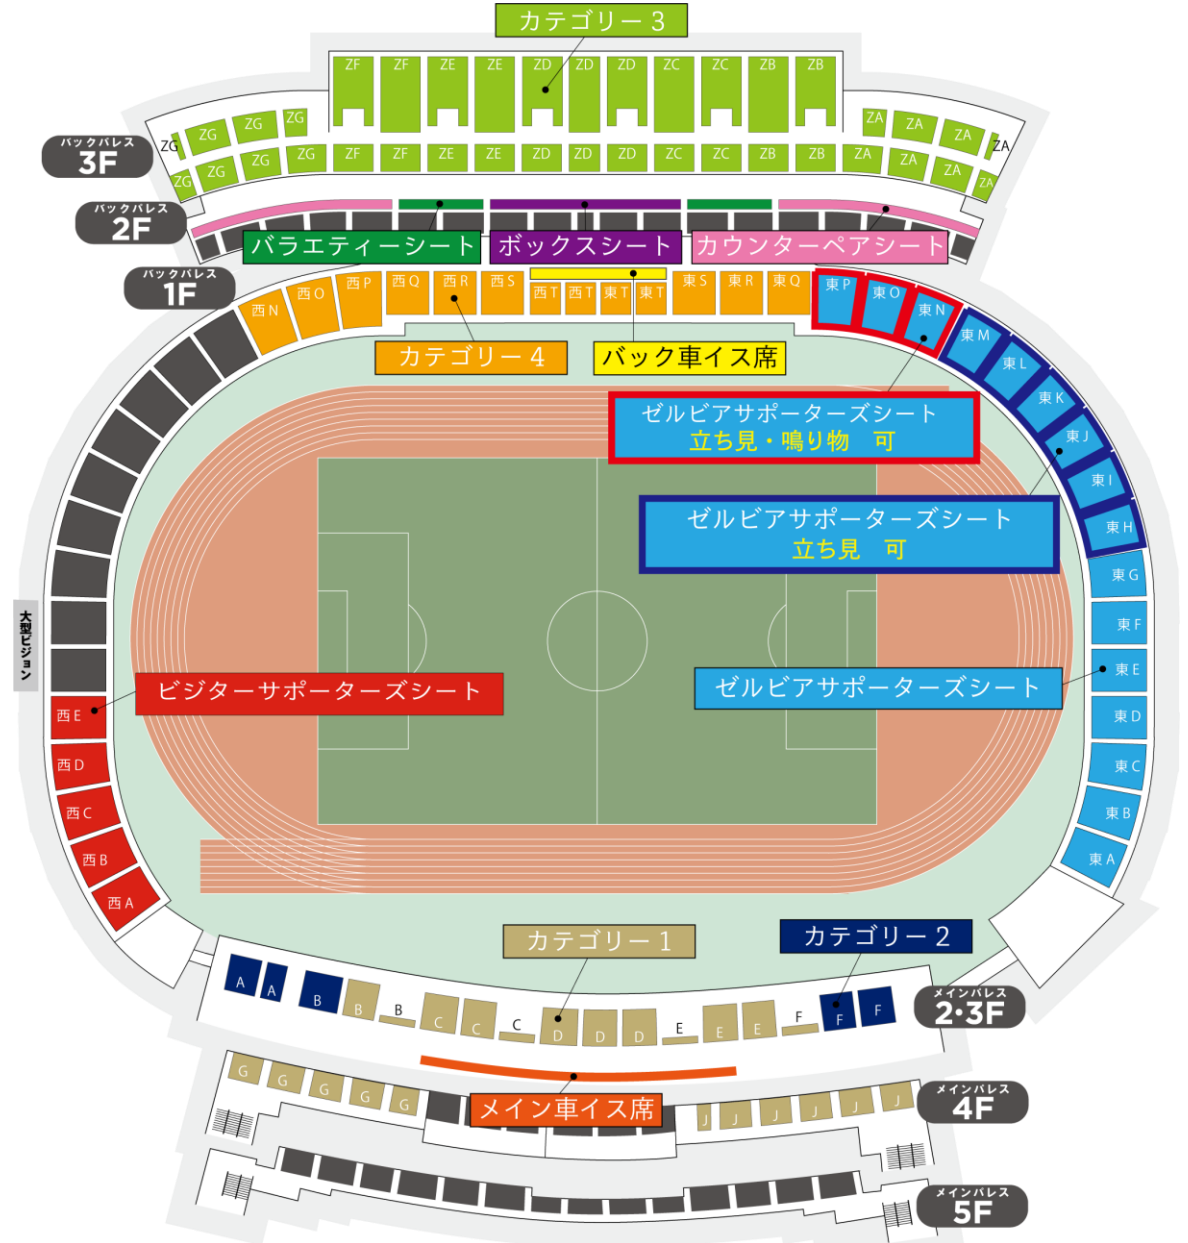 カテゴリー3
ZF ZF ZE ZE ZD ZD ZD ZC ZC ZB ZB
ZG ZG ZG ZG
ZA ZA ZA ZA
バックパレス
3F
ZG ZG ZG ZG ZF ZF ZE ZE ZD ZD ZD ZC ZC ZB ZB ZA ZA ZA ZA
バックパレス
2F
バラエティーシート
ボックスシート
カウンターペアシート
バックパレス
1F
西N 西O 西P 西Q 西R 西S 西T 西T 東T 東T 東S 東R 東Q 東P 東O 東N
東M
東L
東K
東J
東I
東H
カテゴリー4
バック車イス席
ゼルビアサポーターズシート
立ち見・鳴り物 可
ゼルビアサポーターズシート
立ち見 可
東G
東F
東E
東D
東C
東B
東A
大型ビジョン
ビジターサポーターズシート
ゼルビアサポーターズシート
西E
西D
西C
西B
西A
カテゴリー1
カテゴリー2
A A B B B C C C D D D E E E F F F
メインパレス
2・3F
メイン車イス席
G G G G G
J J J J J J
メインパレス
4F
メインパレス
5F